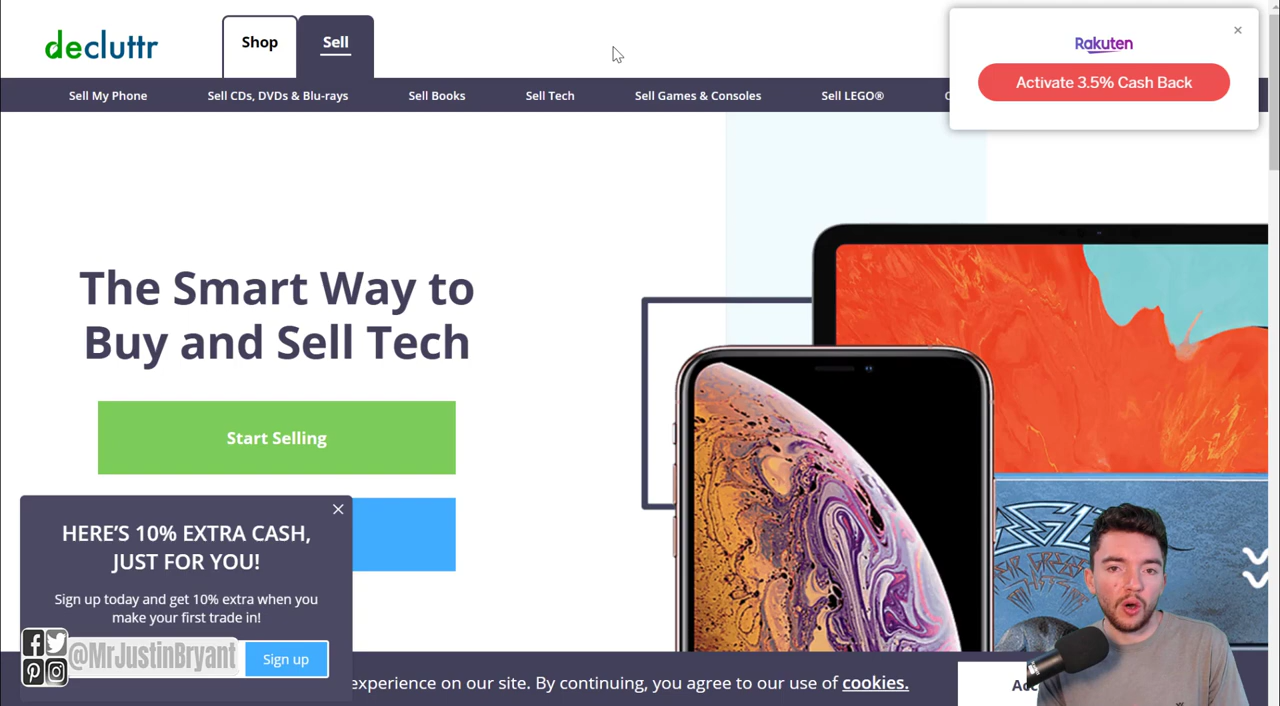 decluttr
Shop
Sell
Rakuten
Activate 3.5% Cash Back
Sell My Phone
Sell CDs, DVDs & Blu-rays
Sell Books
Sell Tech
Sell Games & Consoles
Sell LEGO®
The Smart Way to
Buy and Sell Tech
Start Selling
HERE’S 10% EXTRA CASH,
JUST FOR YOU!
Sign up today and get 10% extra when you
make your first trade in!
@MrJustinBryant
Sign up
experience on our site. By continuing, you agree to our use of cookies.